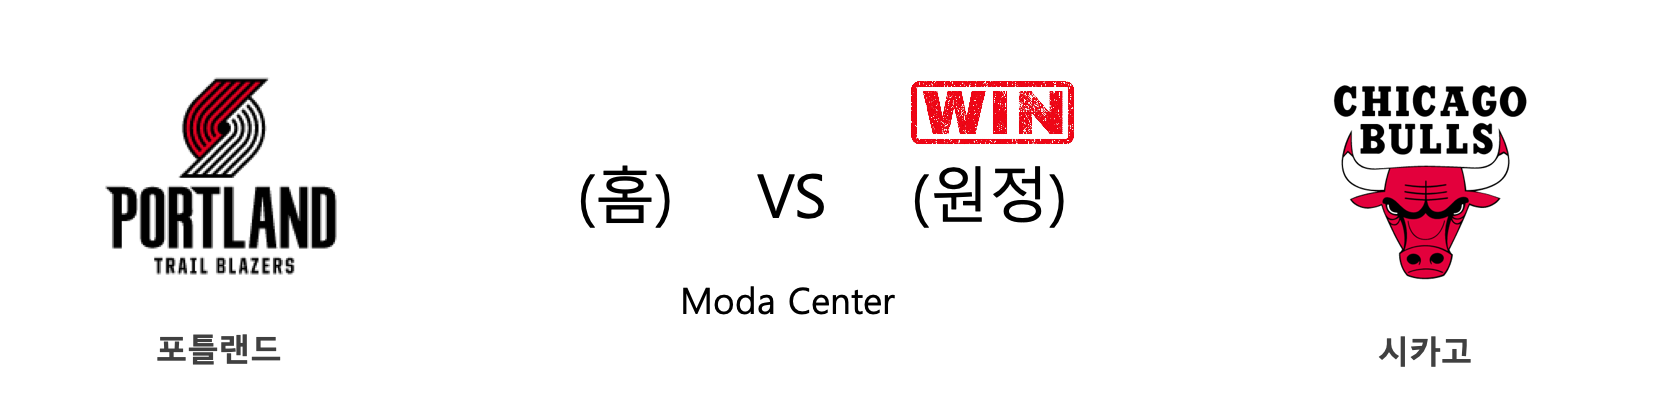 PORTLAND
TRAIL BLAZERS
포틀랜드
(홈) VS (원정)
WIN
Moda Center
CHICAGO
BULLS
시카고